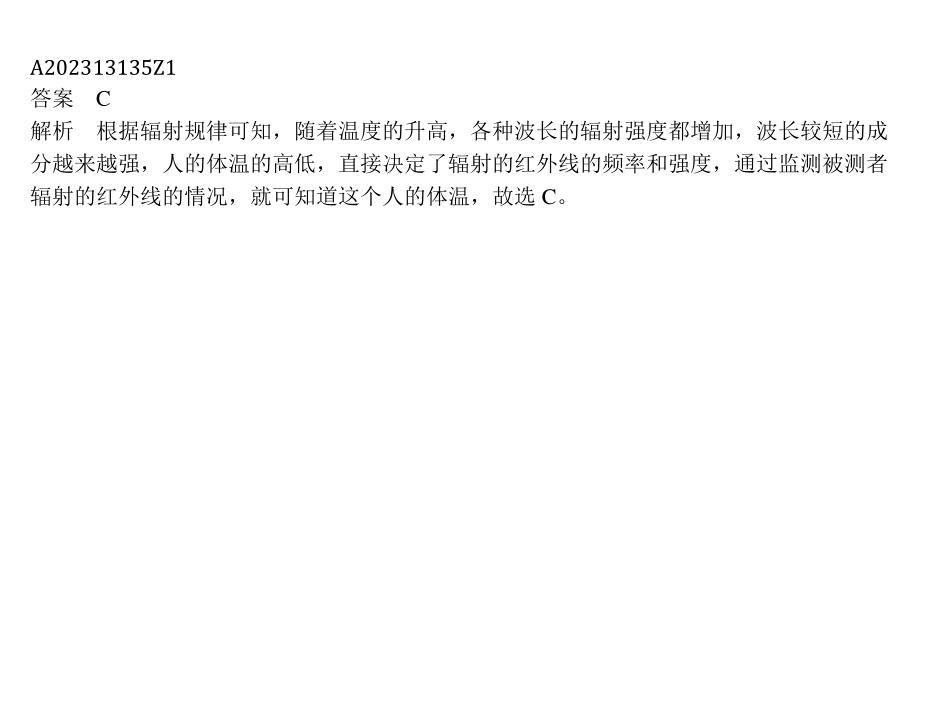 A202313135Z1
答案　C
解析　根据辐射规律可知，随着温度的升高，各种波长的辐射强度都增加，波长较短的成
分越来越强，人的体温的高低，直接决定了辐射的红外线的频率和强度，通过监测被测者
辐射的红外线的情况，就可知道这个人的体温，故选 C。